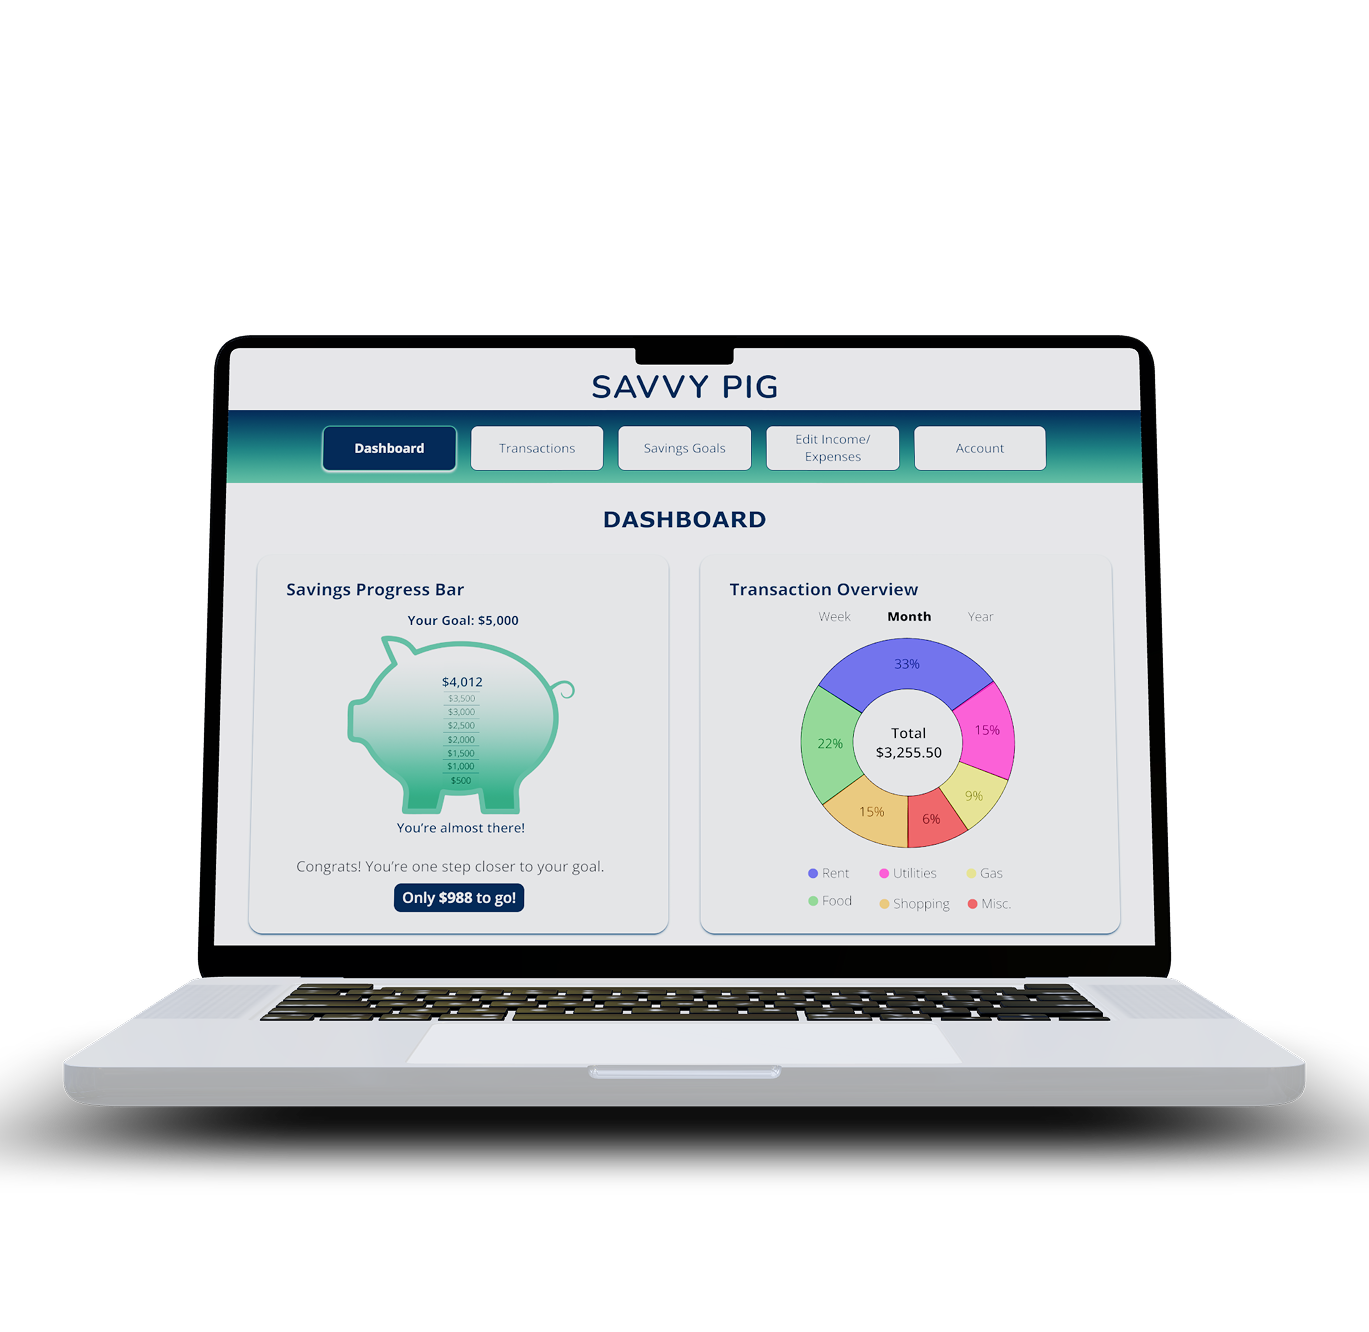 SAVVY PIG
Dashboard
Transactions
Savings Goals
Edit Income/
Expenses
Account
DASHBOARD
Savings Progress Bar
Your Goal: $5,000
$4,012
$3,500
$3,000
$2,500
$2,000
$1,500
$1,000
$500
You're almost there!
Congrats! You’re one step closer to your goal.
Only $988 to go!
Transaction Overview
Week Month Year
33%
15%
9%
6%
15%
22%
Total
$3,255.50
Rent Utilities Gas
Food Shopping Misc.